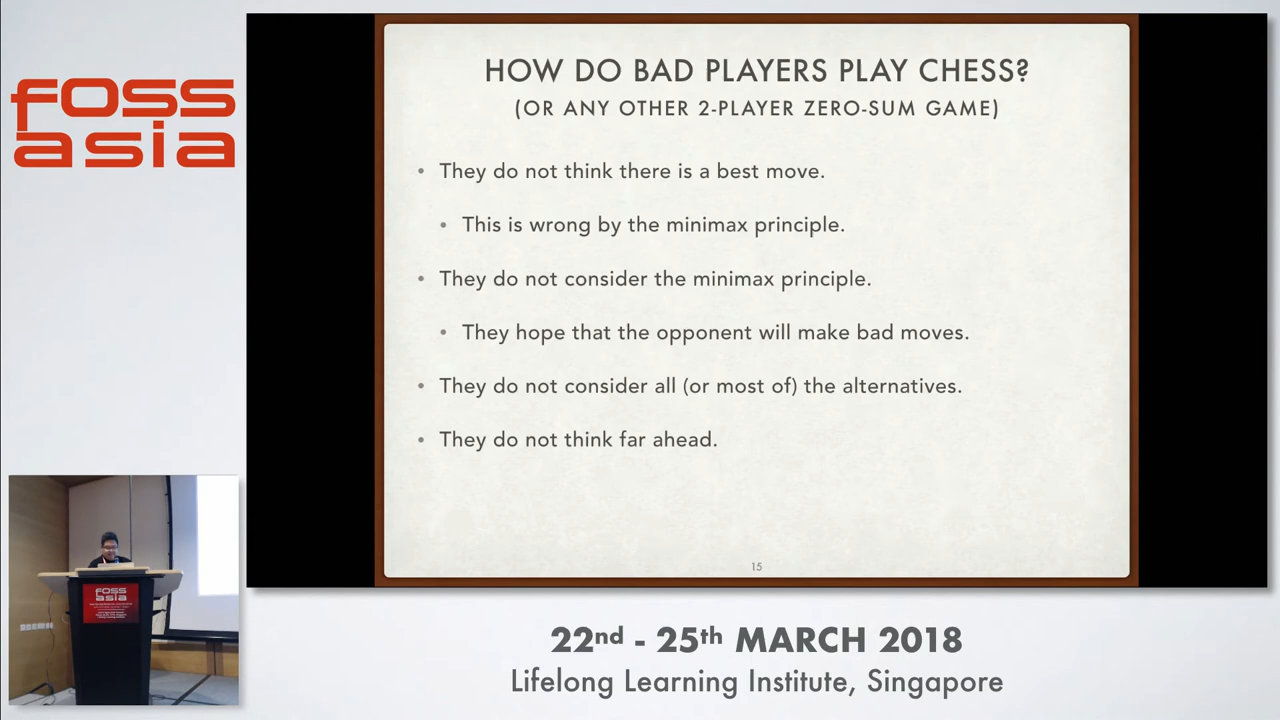 foss
asia
HOW DO BAD PLAYERS PLAY CHESS?
(OR ANY OTHER 2-PLAYER ZERO-SUM GAME)
• They do not think there is a best move.
• This is wrong by the minimax principle.
• They do not consider the minimax principle.
• They hope that the opponent will make bad moves.
• They do not consider all (or most of) the alternatives.
• They do not think far ahead.
15
foss
asia
22nd - 25th MARCH 2018
Lifelong Learning Institute, Singapore